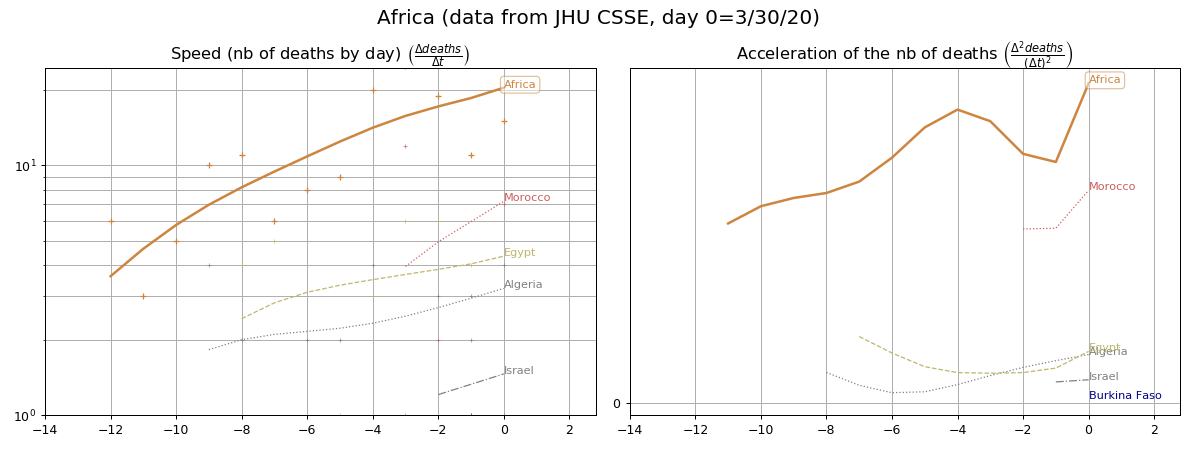 Africa (data from JHU CSSE, day 0=3/30/20)
Speed (nb of deaths by day) (Δdeaths/Δt)
Acceleration of the nb of deaths (Δ²deaths/(Δt)²)
Africa
Morocco
Egypt
Algeria
Israel
10¹
10⁰
−14 −12 −10 −8 −6 −4 −2 0 2
Africa
Morocco
Egypt
Algeria
Israel
Burkina Faso
0
−14 −12 −10 −8 −6 −4 −2 0 2